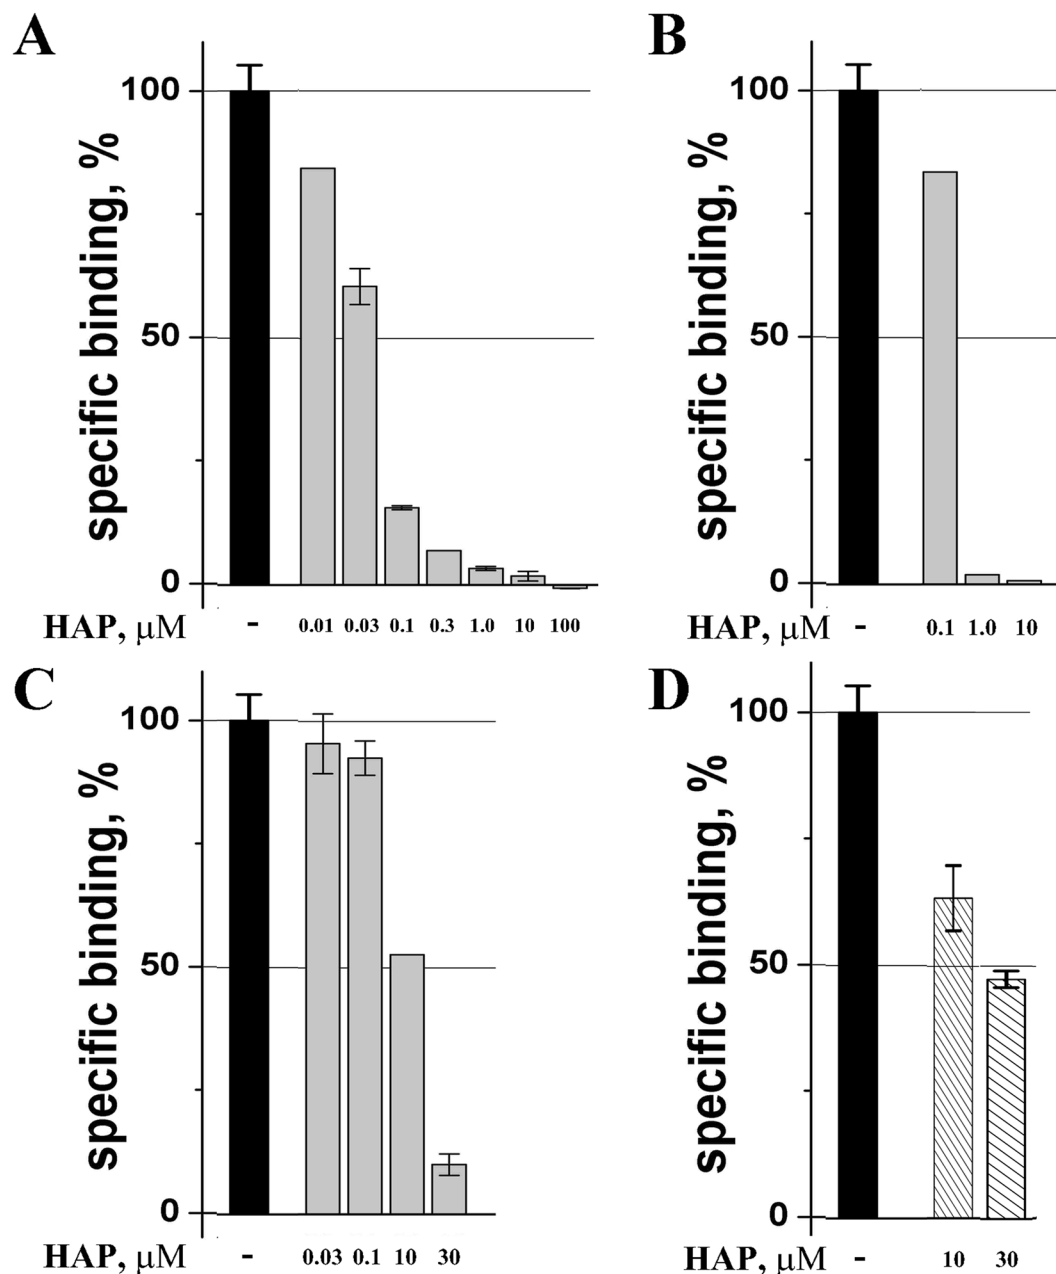 A
specific binding, %
100
50
0
HAP, μM - 0.01 0.03 0.1 0.3 1.0 10 100
B
specific binding, %
100
50
0
HAP, μM - 0.1 1.0 10
C
specific binding, %
100
50
0
HAP, μM - 0.03 0.1 10 30
D
specific binding, %
100
50
0
HAP, μM - 10 30